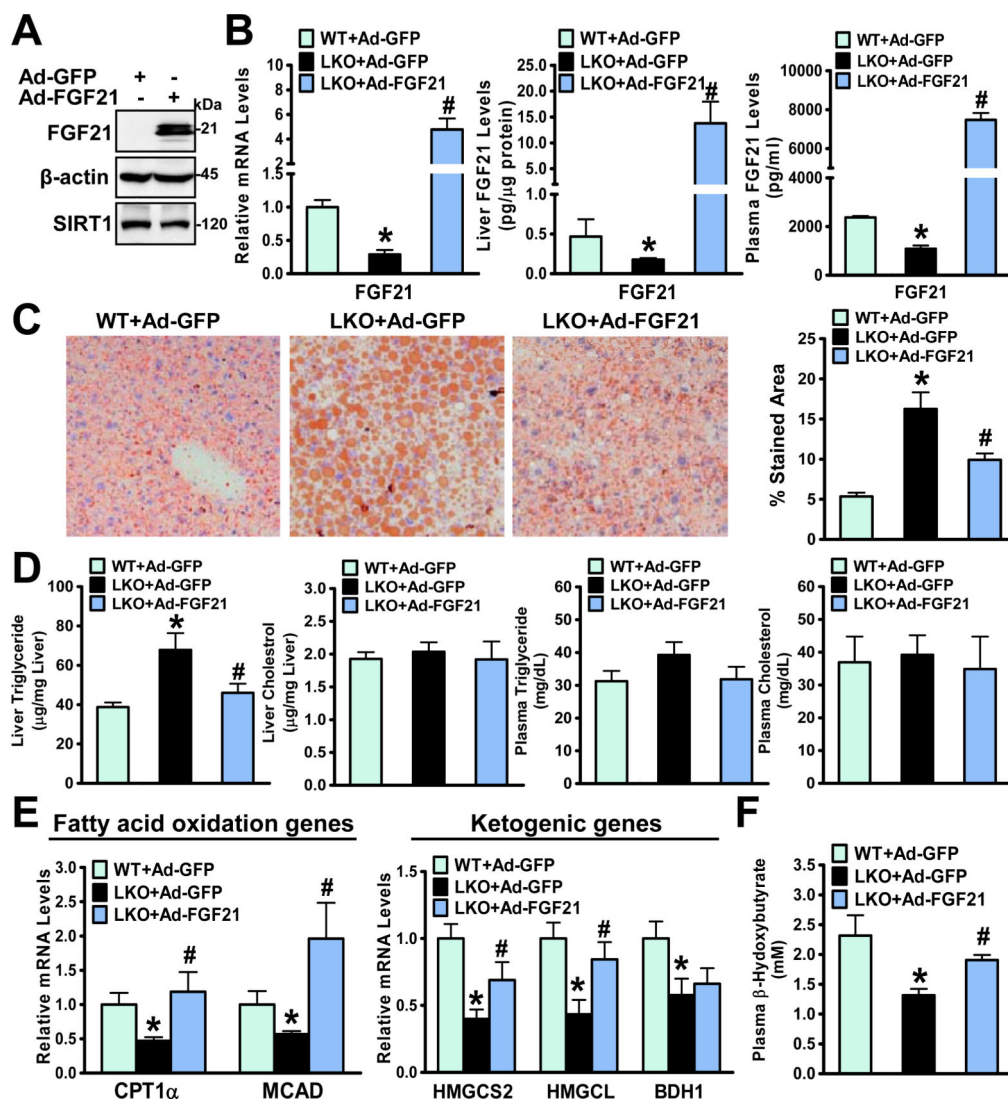 A
Ad-GFP + -
Ad-FGF21 - + kDa
FGF21 -21
β-actin -45
SIRT1 -120
B
WT+Ad-GFP
LKO+Ad-GFP
LKO+Ad-FGF21
Relative mRNA Levels
8
6
4
2
1.0
0.5
0.0
*
#
FGF21
WT+Ad-GFP
LKO+Ad-GFP
LKO+Ad-FGF21
Liver FGF21 Levels
(pg/µg protein)
25.0
20.0
15.0
10.0
5.0
1.0
0.5
0.0
*
#
FGF21
WT+Ad-GFP
LKO+Ad-GFP
LKO+Ad-FGF21
Plasma FGF21 Levels
(pg/ml)
10000
8000
6000
4000
2000
0
*
#
FGF21
C
WT+Ad-GFP
LKO+Ad-GFP
LKO+Ad-FGF21
WT+Ad-GFP
LKO+Ad-GFP
LKO+Ad-FGF21
% Stained Area
25
20
15
10
5
0
*
#
D
WT+Ad-GFP
LKO+Ad-GFP
LKO+Ad-FGF21
Liver Triglyceride
(µg/mg Liver)
100
80
60
40
20
0
*
#
WT+Ad-GFP
LKO+Ad-GFP
LKO+Ad-FGF21
Liver Cholestrol
(µg/mg Liver)
3.0
2.0
1.0
0.0
WT+Ad-GFP
LKO+Ad-GFP
LKO+Ad-FGF21
Plasma Triglyceride
(mg/dL)
60
50
40
30
20
10
0
WT+Ad-GFP
LKO+Ad-GFP
LKO+Ad-FGF21
Plasma Cholesterol
(mg/dL)
60
50
40
30
20
10
0
E
Fatty acid oxidation genes
WT+Ad-GFP
LKO+Ad-GFP
LKO+Ad-FGF21
Relative mRNA Levels
3.0
2.5
2.0
1.5
1.0
0.5
0.0
*
#
*
#
CPT1α MCAD
Ketogenic genes
WT+Ad-GFP
LKO+Ad-GFP
LKO+Ad-FGF21
Relative mRNA Levels
1.5
1.0
0.5
0.0
*
#
*
#
*
HMGCS2 HMGCL BDH1
F
WT+Ad-GFP
LKO+Ad-GFP
LKO+Ad-FGF21
Plasma β-Hydoxybutyrate
(mM)
3.5
3.0
2.5
2.0
1.5
1.0
0.5
0.0
*
#